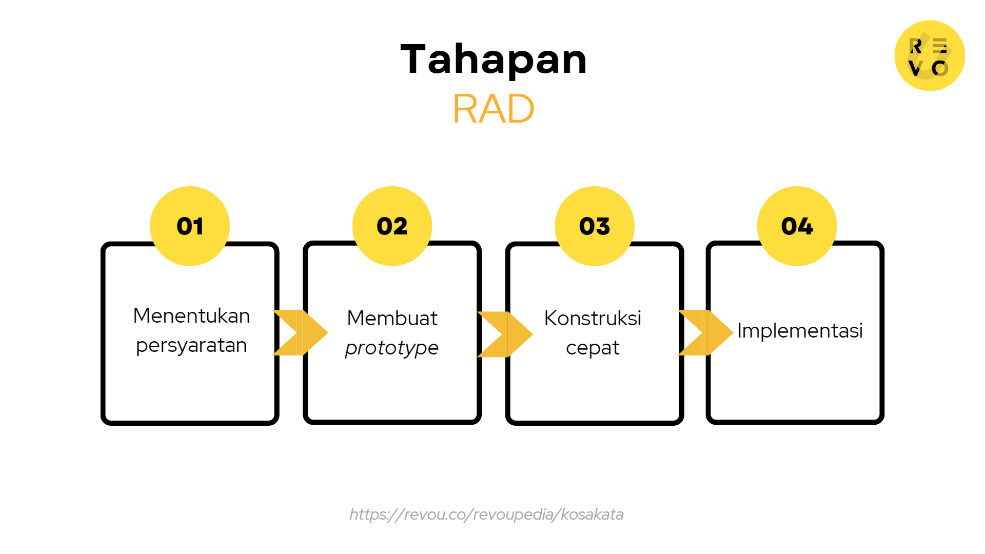 Tahapan
RAD
R E
V O
01
02
03
04
Menentukan
persyaratan
Membuat
prototype
Konstruksi
cepat
Implementasi
https://revou.co/revoupedia/kosakata